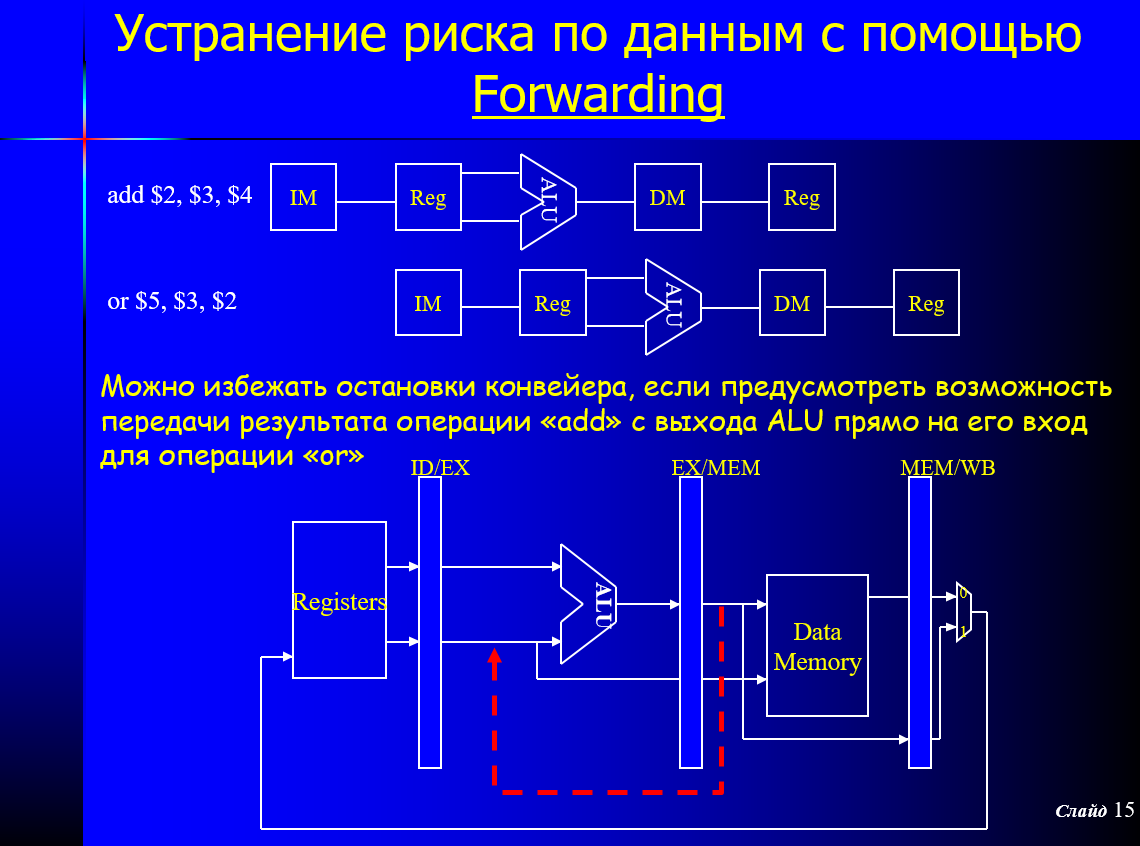 Устранение риска по данным с помощью
Forwarding
add $2, $3, $4
IM
Reg
ALU
DM
Reg
or $5, $3, $2
IM
Reg
ALU
DM
Reg
Можно избежать остановки конвейера, если предусмотреть возможность
передачи результата операции «add» с выхода ALU прямо на его вход
для операции «or»
ID/EX
EX/MEM
MEM/WB
Registers
ALU
Data
Memory
0
1
Слайд 15